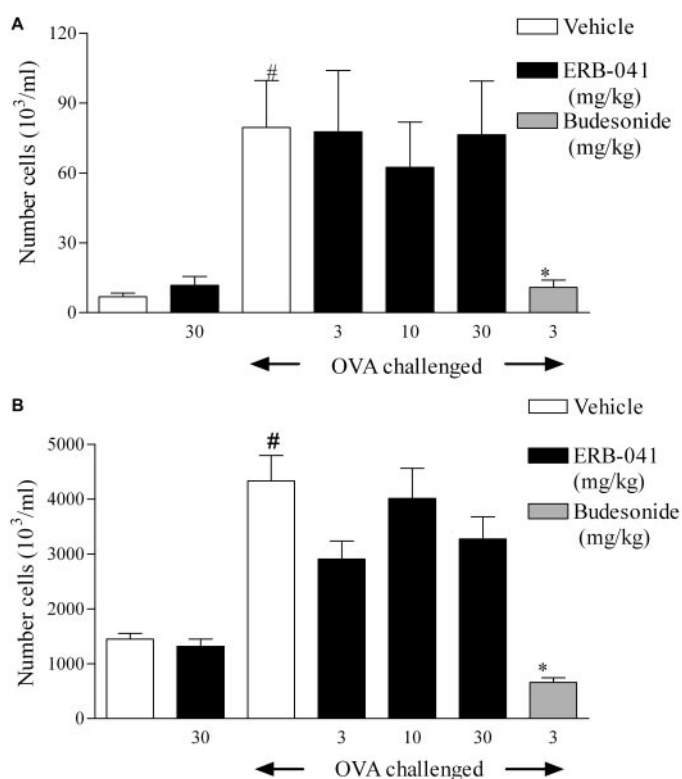 A
Number cells (10³/ml)
120
90
60
30
0
#
*
30
3
10
30
3
OVA challenged
Vehicle
ERB-041
(mg/kg)
Budesonide
(mg/kg)
B
Number cells (10³/ml)
5000
4000
3000
2000
1000
0
#
*
30
3
10
30
3
OVA challenged
Vehicle
ERB-041
(mg/kg)
Budesonide
(mg/kg)